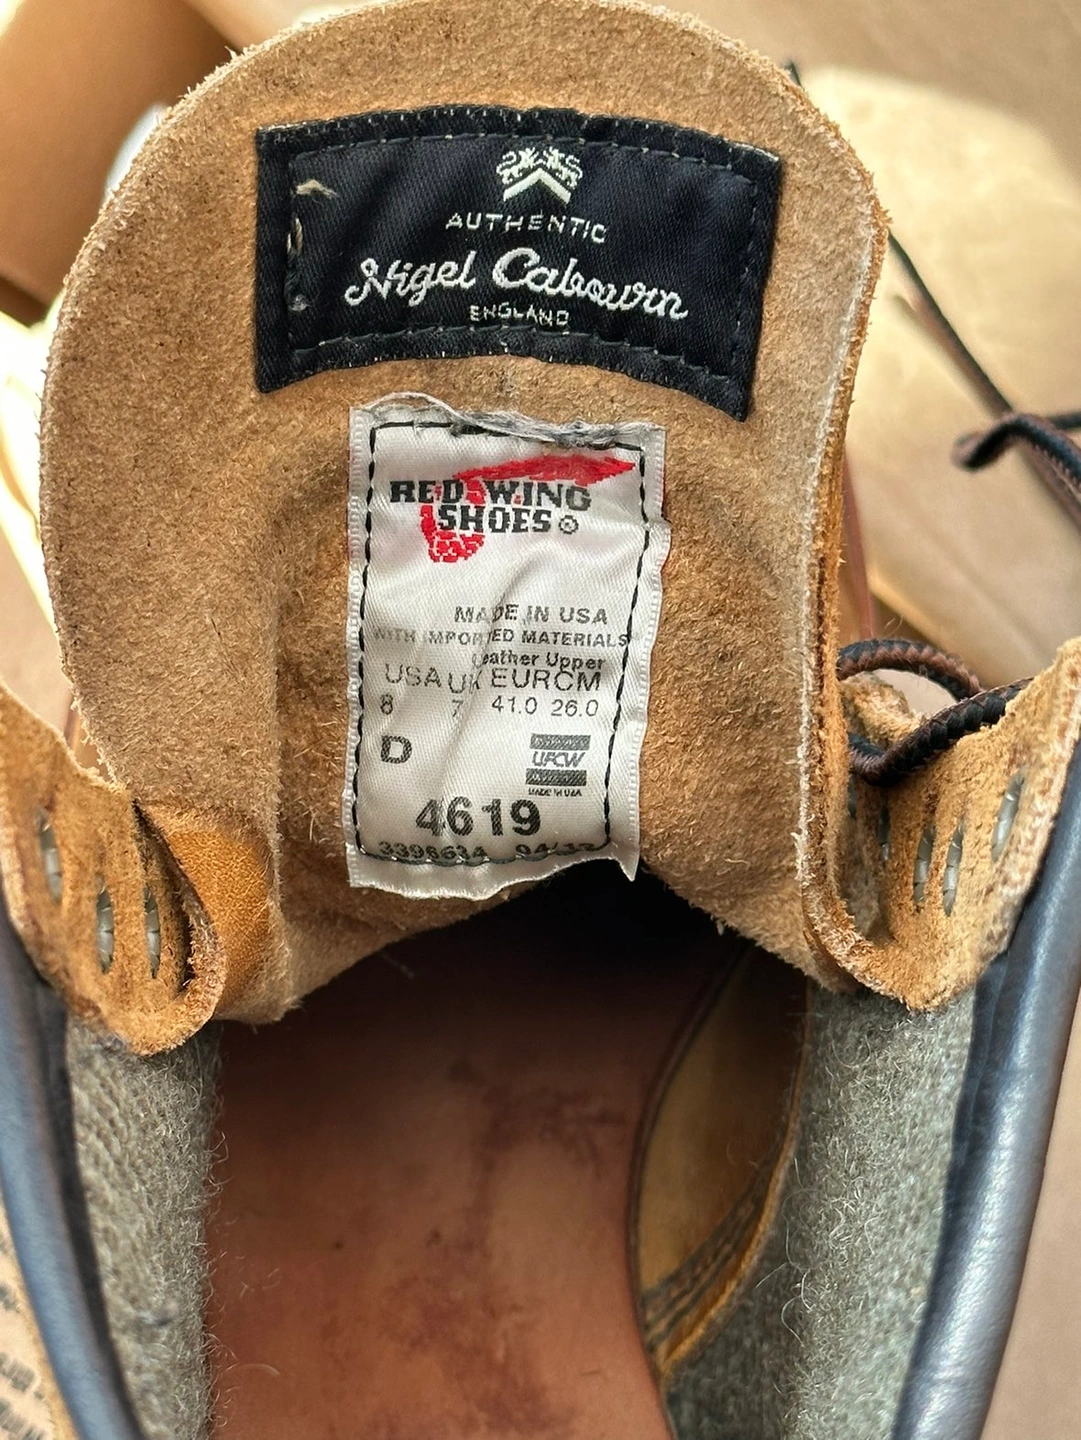 AUTHENTIC
Nigel Cabourn
ENGLAND
RED WING
SHOES®
MADE IN USA
WITH IMPORTED MATERIALS
Leather Upper
USA UK EUR CM
8 7 41.0 26.0
D
UFCW
MADE IN USA
4619